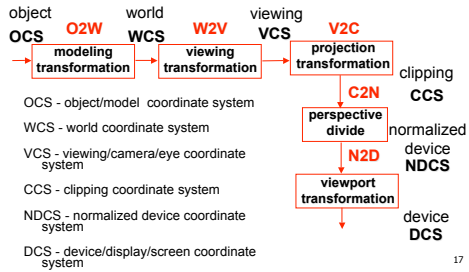 object
OCS
O2W
world
WCS
W2V
viewing
VCS
V2C
modeling
transformation
viewing
transformation
projection
transformation
clipping
CCS
C2N
perspective
divide
normalized
device
NDCS
N2D
viewport
transformation
device
DCS
OCS - object/model coordinate system
WCS - world coordinate system
VCS - viewing/camera/eye coordinate
system
CCS - clipping coordinate system
NDCS - normalized device coordinate
system
DCS - device/display/screen coordinate
system
17